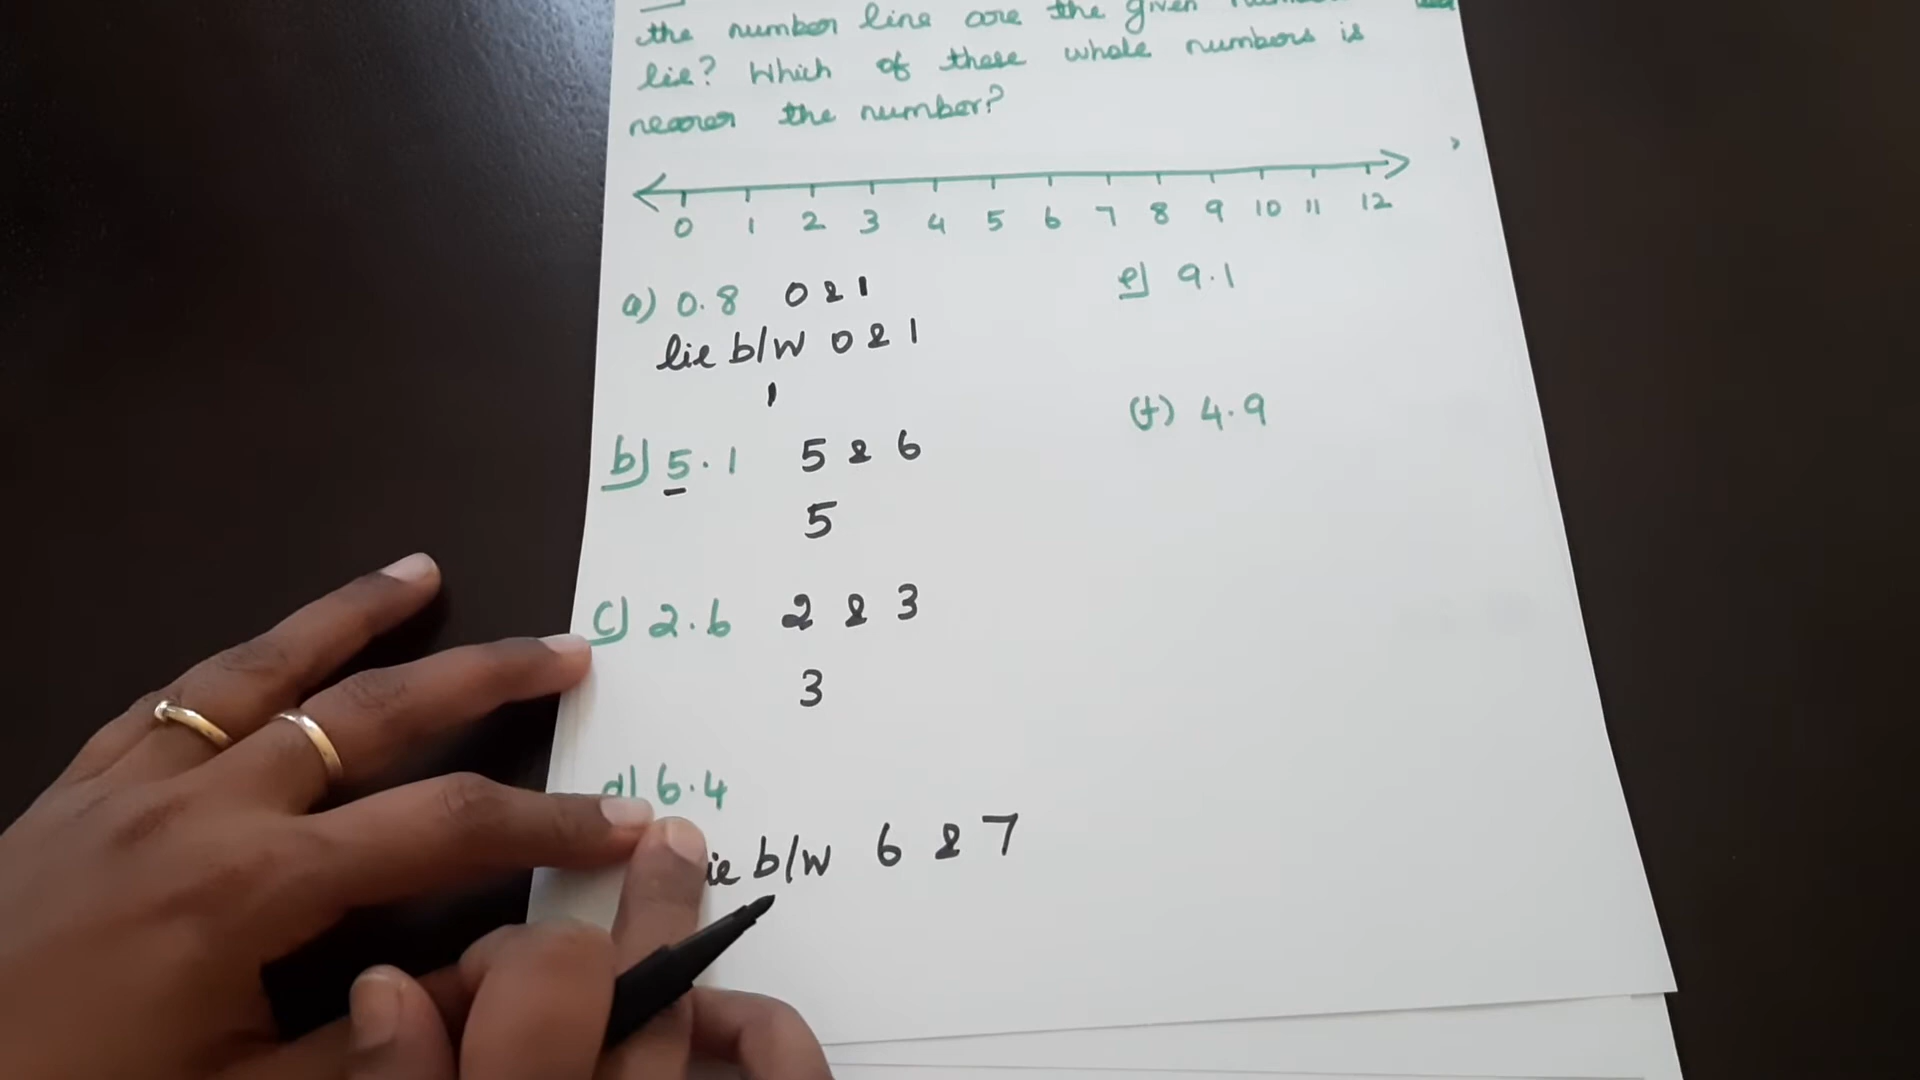 the number line are the given
lie? Which of these whole numbers is
nearer the number?
0 1 2 3 4 5 6 7 8 9 10 11 12
a) 0.8 0 & 1
lie b/w 0 & 1
1
b) 5.1 5 & 6
5
c) 2.6 2 & 3
3
d) 6.4
b/w 6 & 7
e) 9.1
(f) 4.9